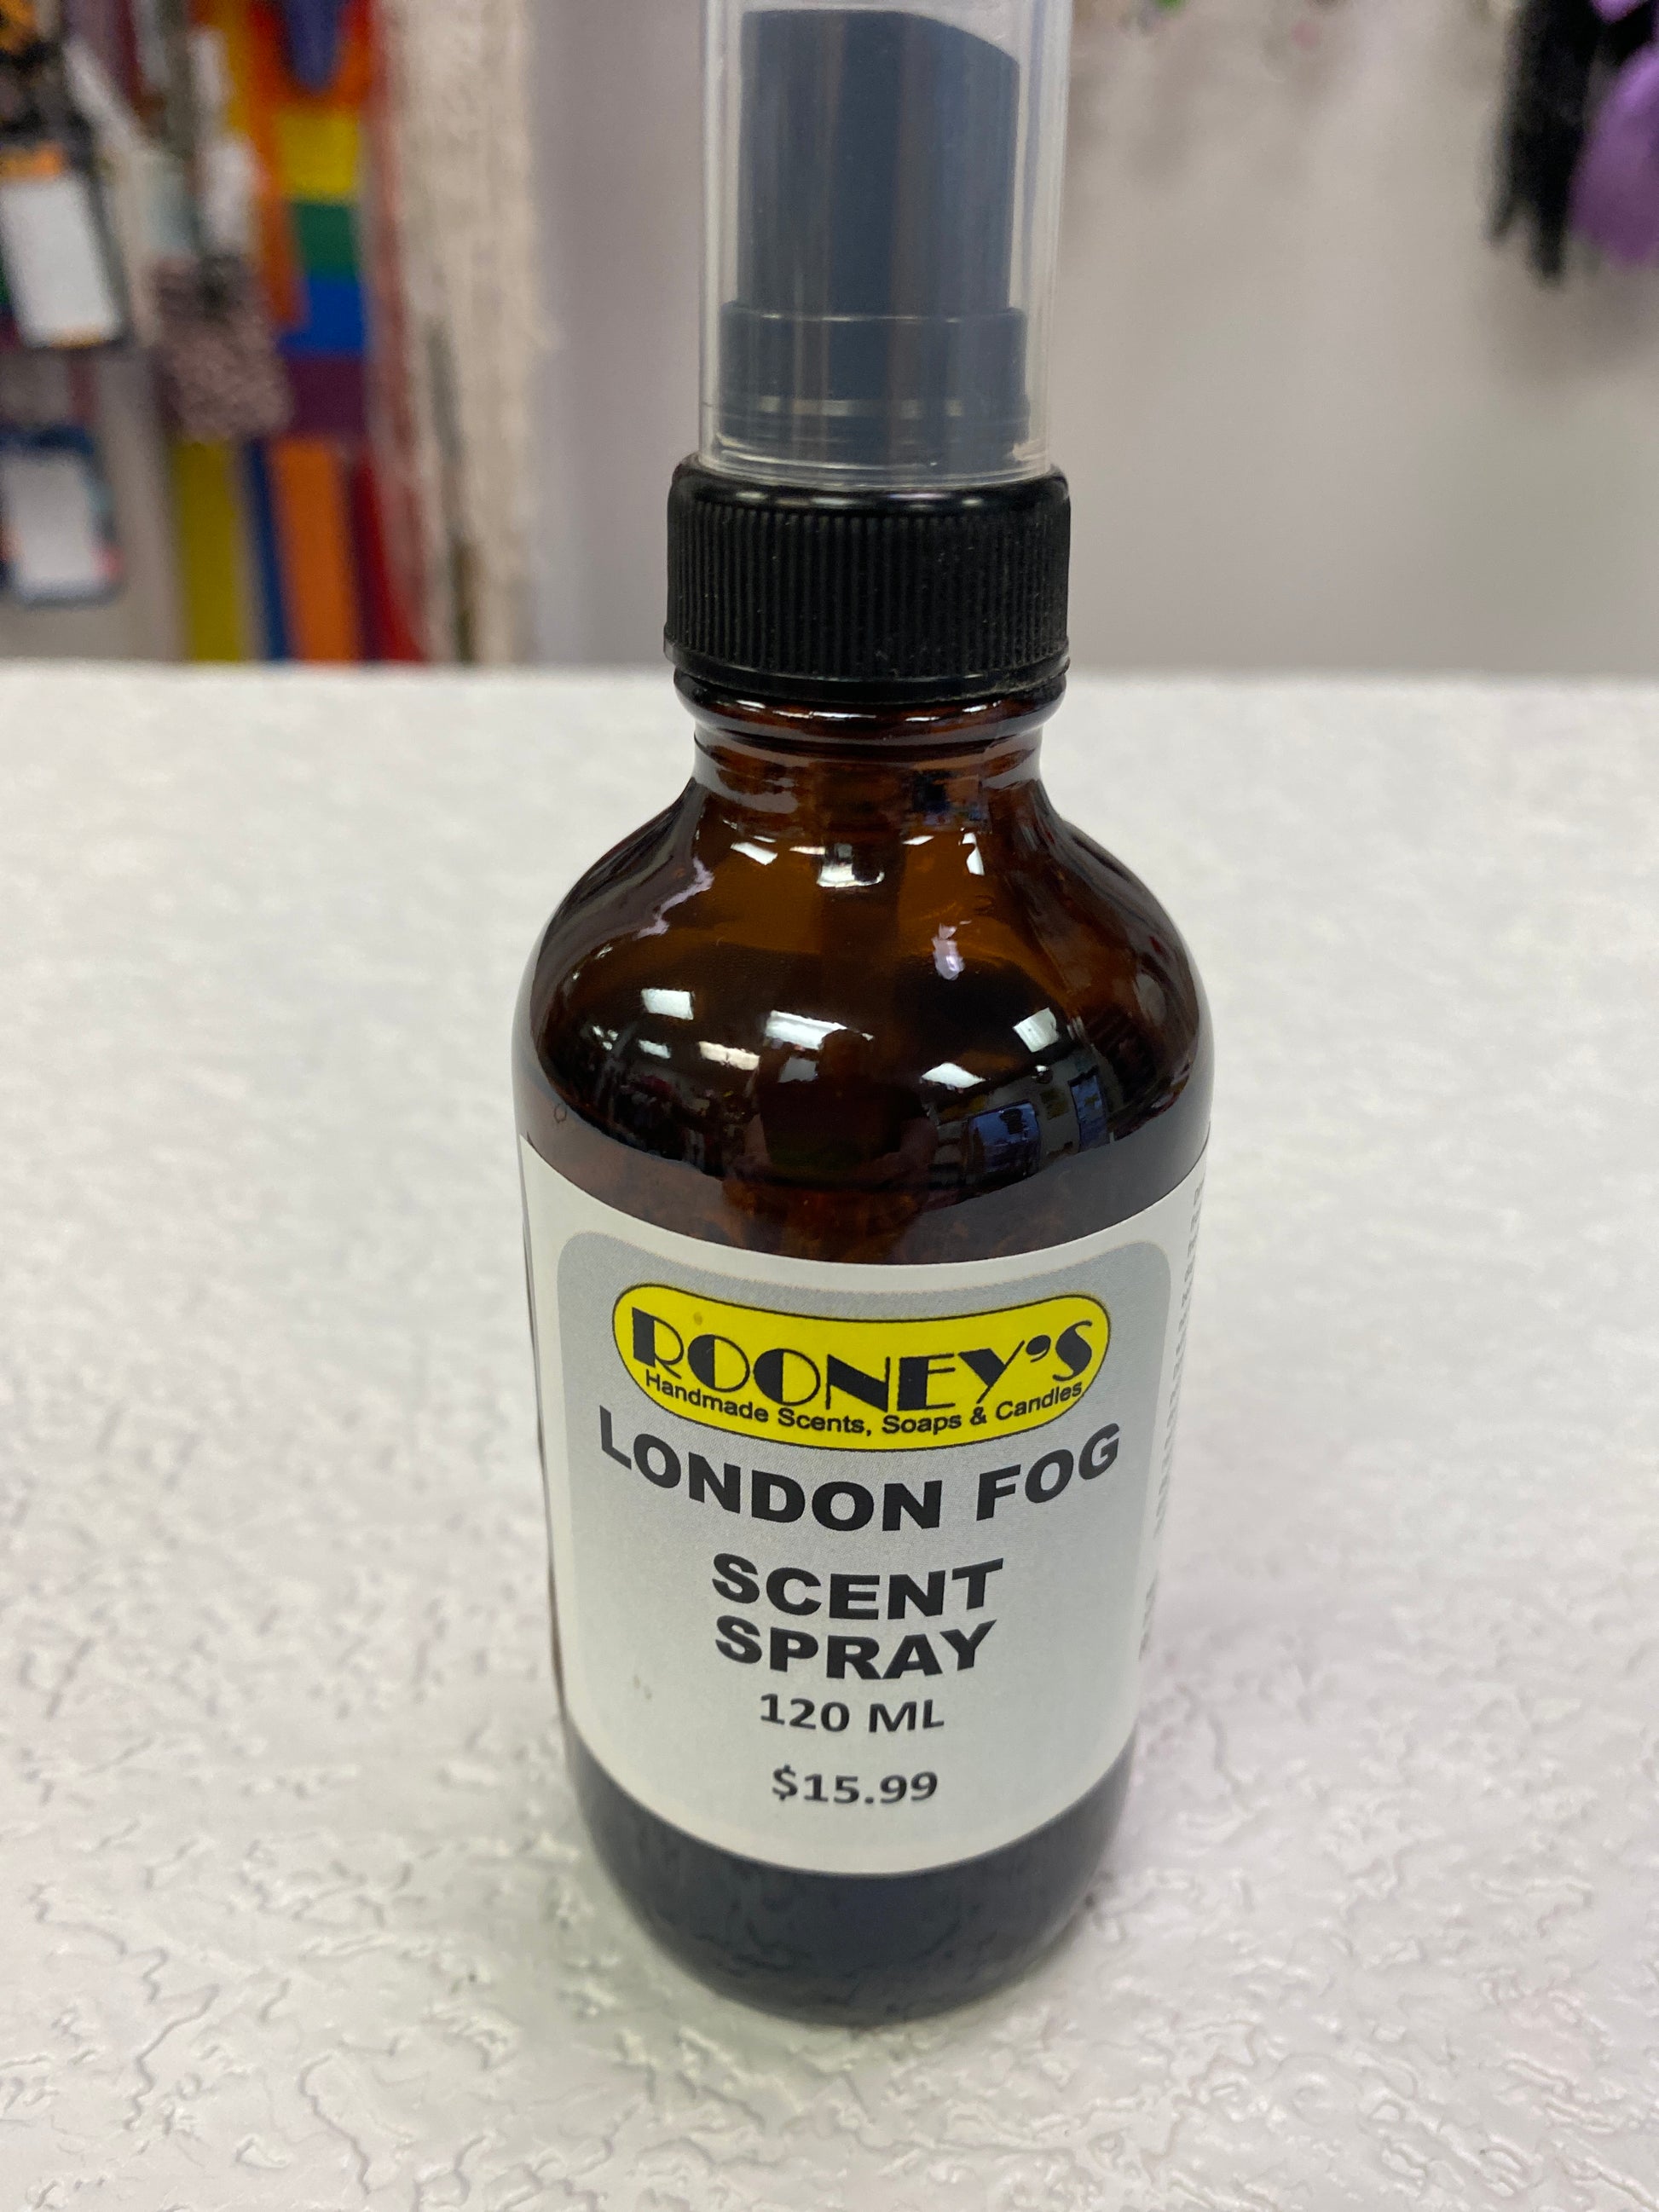 ROONEY'S
Handmade Scents, Soaps & Candles
LONDON FOG
SCENT
SPRAY
120 ML
$15.99